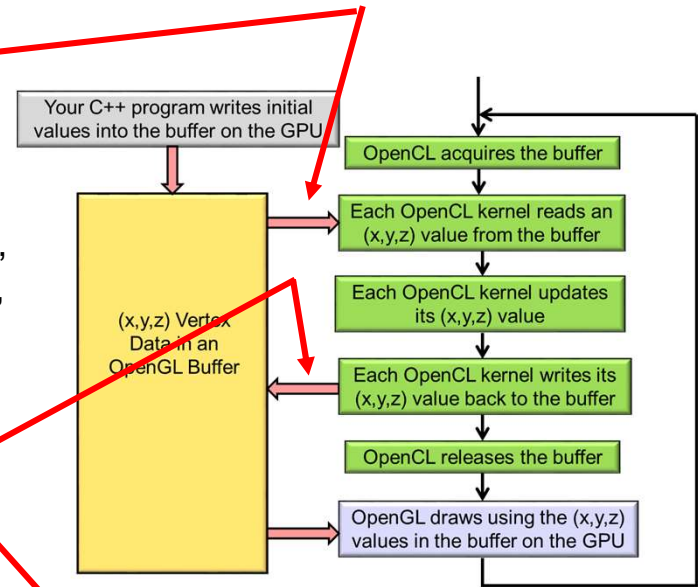 Your C++ program writes initial
values into the buffer on the GPU
OpenCL acquires the buffer
Each OpenCL kernel reads an
(x,y,z) value from the buffer
,
,
Each OpenCL kernel updates
its (x,y,z) value
(x,y,z) Vertex
Data in an
OpenGL Buffer
Each OpenCL kernel writes its
(x,y,z) value back to the buffer
OpenCL releases the buffer
OpenGL draws using the (x,y,z)
values in the buffer on the GPU